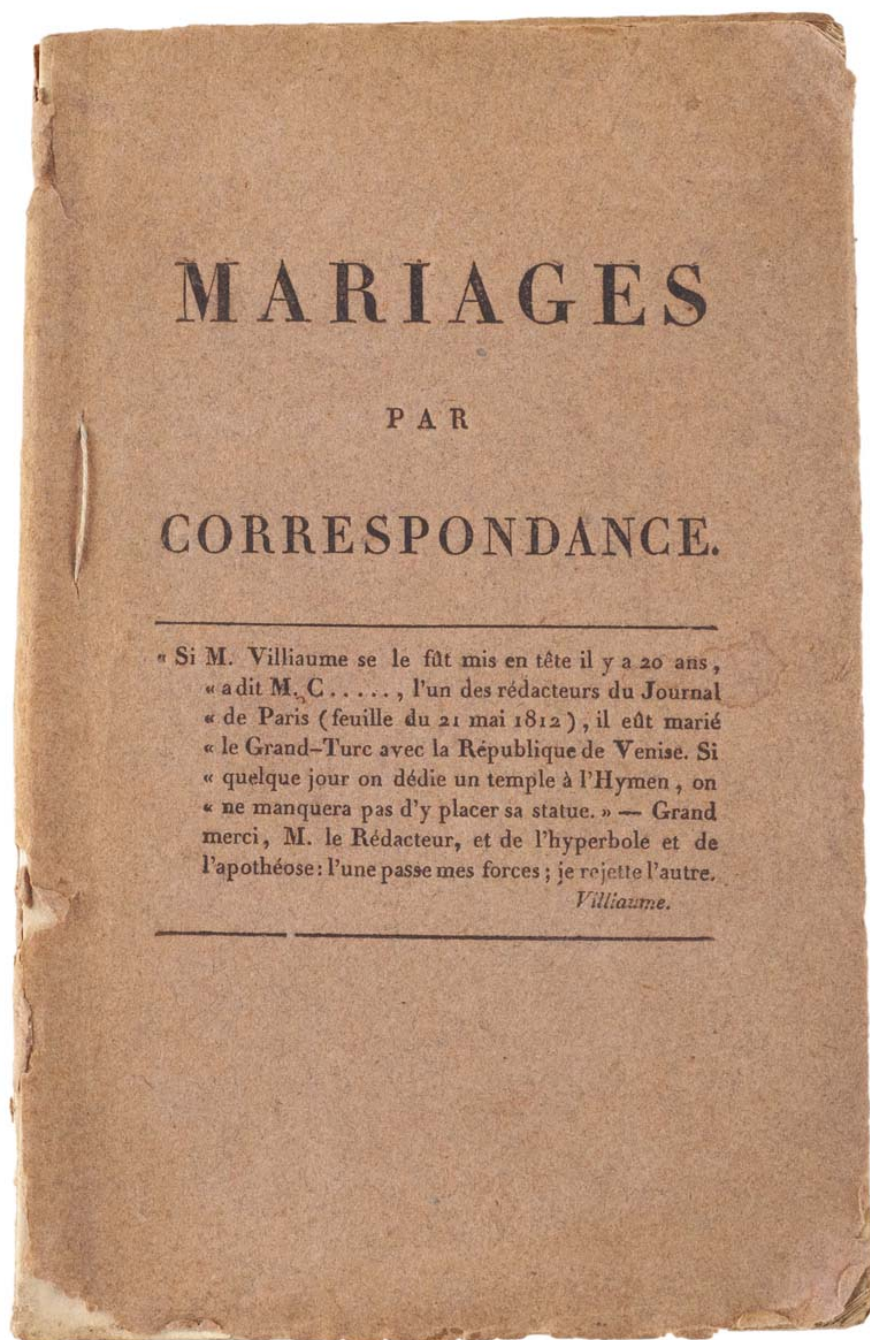 MARIAGES
PAR
CORRESPONDANCE.
« Si M. Villiaume se le fût mis en tête il y a 20 ans,
« a dit M. C....., l'un des rédacteurs du Journal
« de Paris (feuille du 21 mai 1812), il eût marié
« le Grand-Turc avec la République de Venise. Si
« quelque jour on dédie un temple à l'Hymen, on
« ne manquera pas d'y placer sa statue. » — Grand
merci, M. le Rédacteur, et de l'hyperbole et de
l'apothéose: l'une passe mes forces; je rejette l'autre.
Villiaume.